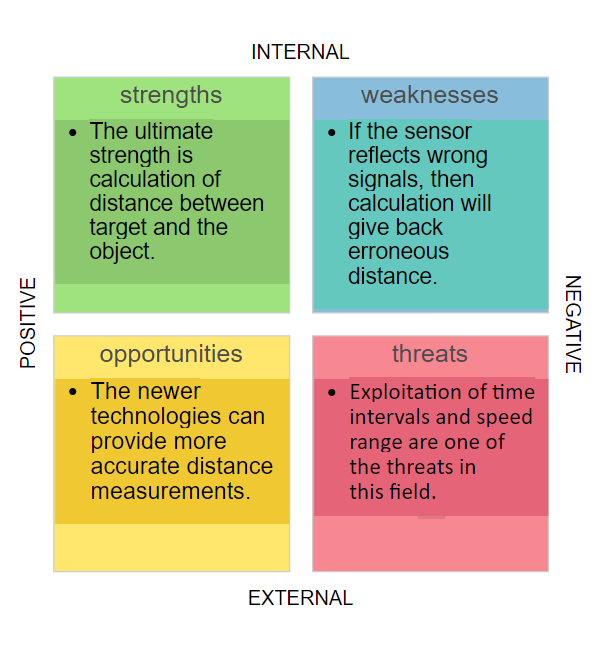 INTERNAL
strengths
• The ultimate
strength is
calculation of
distance between
target and the
object.
weaknesses
• If the sensor
reflects wrong
signals, then
calculation will
give back
erroneous
distance.
POSITIVE
NEGATIVE
opportunities
• The newer
technologies can
provide more
accurate distance
measurements.
threats
• Exploitation of time
intervals and speed
range are one of
the threats in
this field.
EXTERNAL